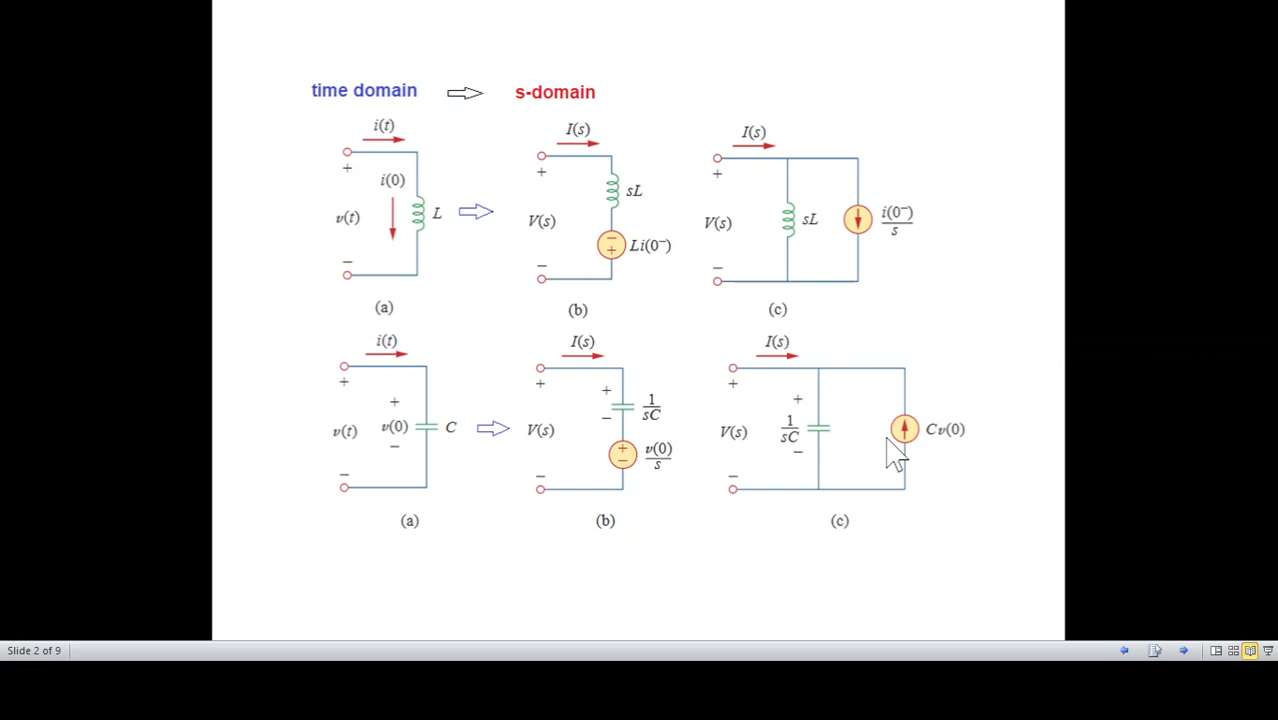 time domain
s-domain
i(t)
+
i(0)
v(t)
L
−
(a)
I(s)
+
sL
V(s)
−
+
Li(0⁻)
−
(b)
I(s)
+
V(s)
sL
i(0⁻)
s
−
(c)
i(t)
+
+
v(t)
v(0)
C
−
−
(a)
I(s)
+
+
1
sC
−
V(s)
+
−
v(0)
s
−
(b)
I(s)
+
+
V(s)
1
sC
−
Cv(0)
−
(c)
Slide 2 of 9